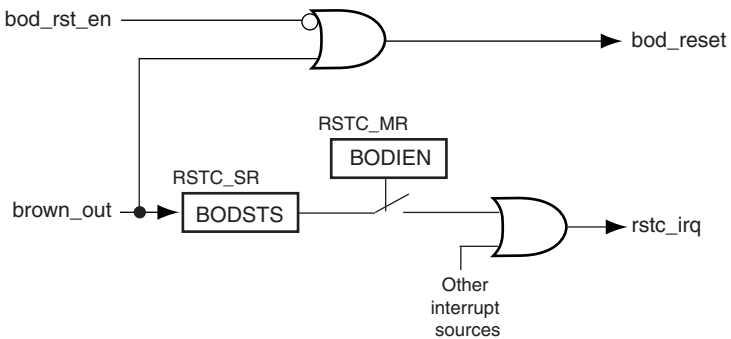 bod_rst_en
bod_reset
RSTC_MR
BODIEN
RSTC_SR
brown_out
BODSTS
rstc_irq
Other
interrupt
sources